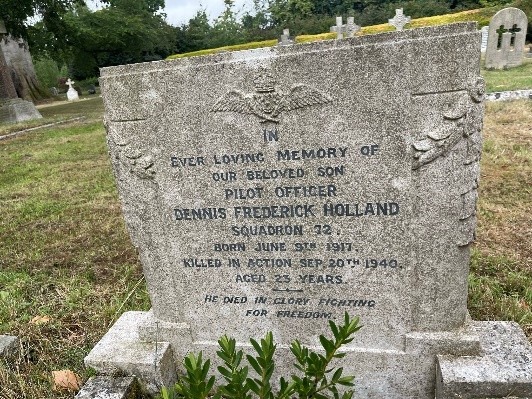 IN
EVER LOVING MEMORY OF
OUR BELOVED SON
PILOT OFFICER
DENNIS FREDERICK HOLLAND
SQUADRON 72.
BORN JUNE 9TH 1917.
KILLED IN ACTION SEP. 20TH 1940.
AGED 23 YEARS.
HE DIED IN GLORY FIGHTING
FOR FREEDOM.